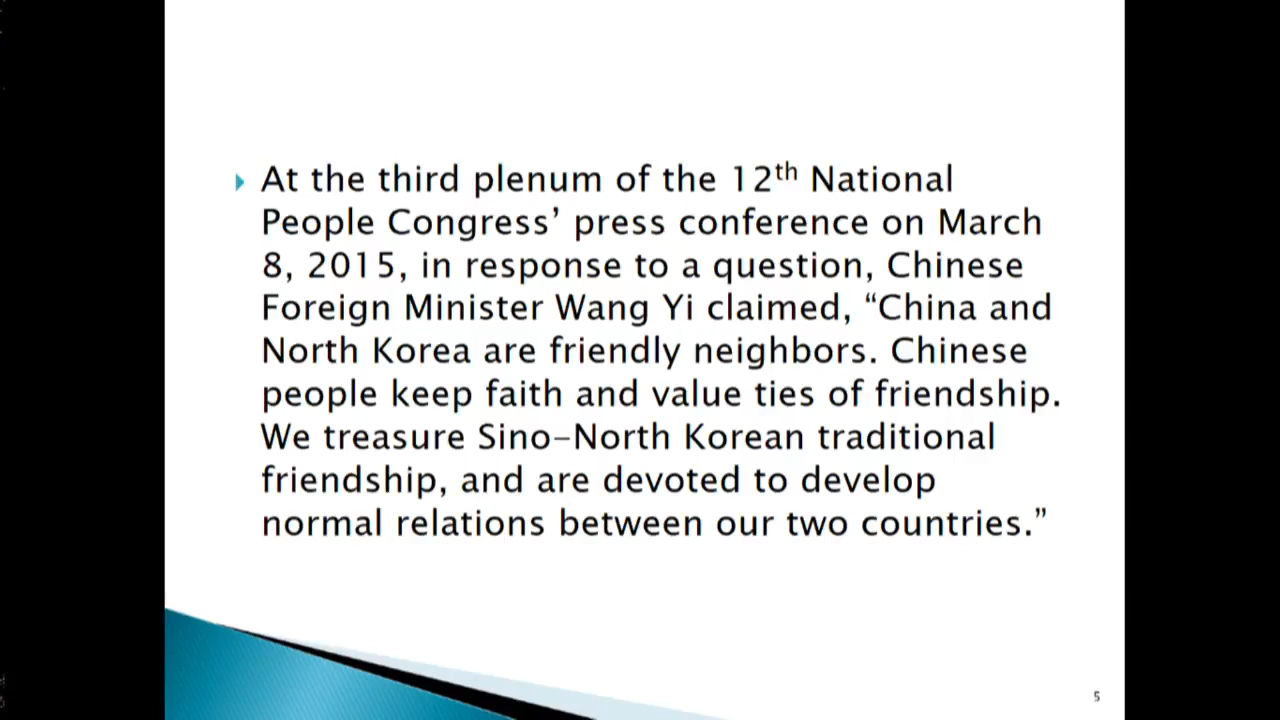 At the third plenum of the 12th National
People Congress’ press conference on March
8, 2015, in response to a question, Chinese
Foreign Minister Wang Yi claimed, “China and
North Korea are friendly neighbors. Chinese
people keep faith and value ties of friendship.
We treasure Sino-North Korean traditional
friendship, and are devoted to develop
normal relations between our two countries.”
5